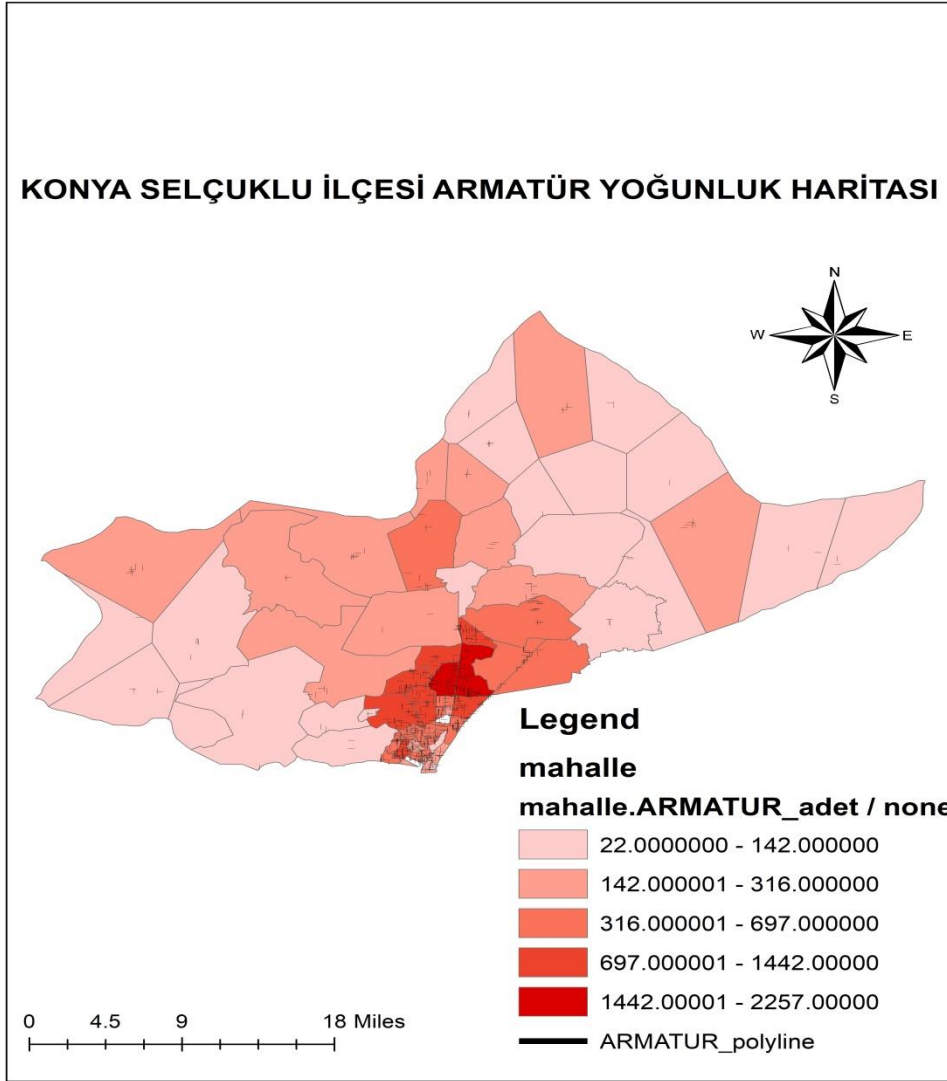 KONYA SELÇUKLU İLÇESİ ARMATÜR YOĞUNLUK HARİTASI
N
W E
S
Legend
mahalle
mahalle.ARMATUR_adet / none
22.0000000 - 142.000000
142.000001 - 316.000000
316.000001 - 697.000000
697.000001 - 1442.00000
1442.00001 - 2257.00000
ARMATUR_polyline
0 4.5 9 18 Miles